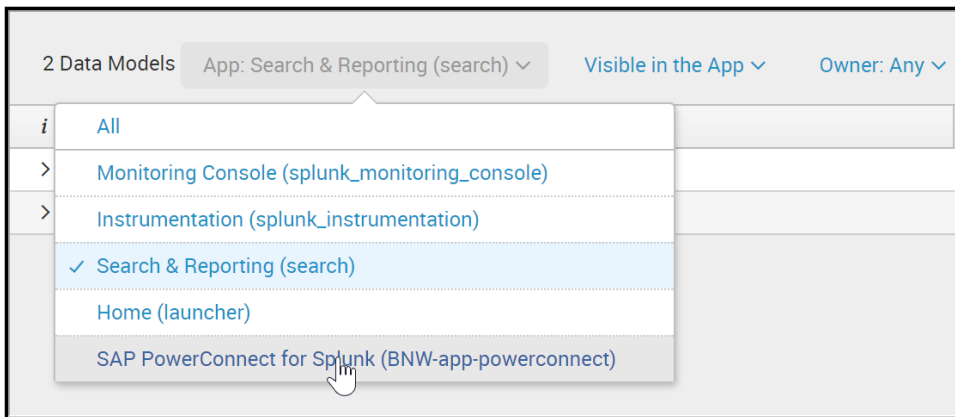 2 Data Models App: Search & Reporting (search) Visible in the App Owner: Any
i
All
Monitoring Console (splunk_monitoring_console)
Instrumentation (splunk_instrumentation)
Search & Reporting (search)
Home (launcher)
SAP PowerConnect for Splunk (BNW-app-powerconnect)